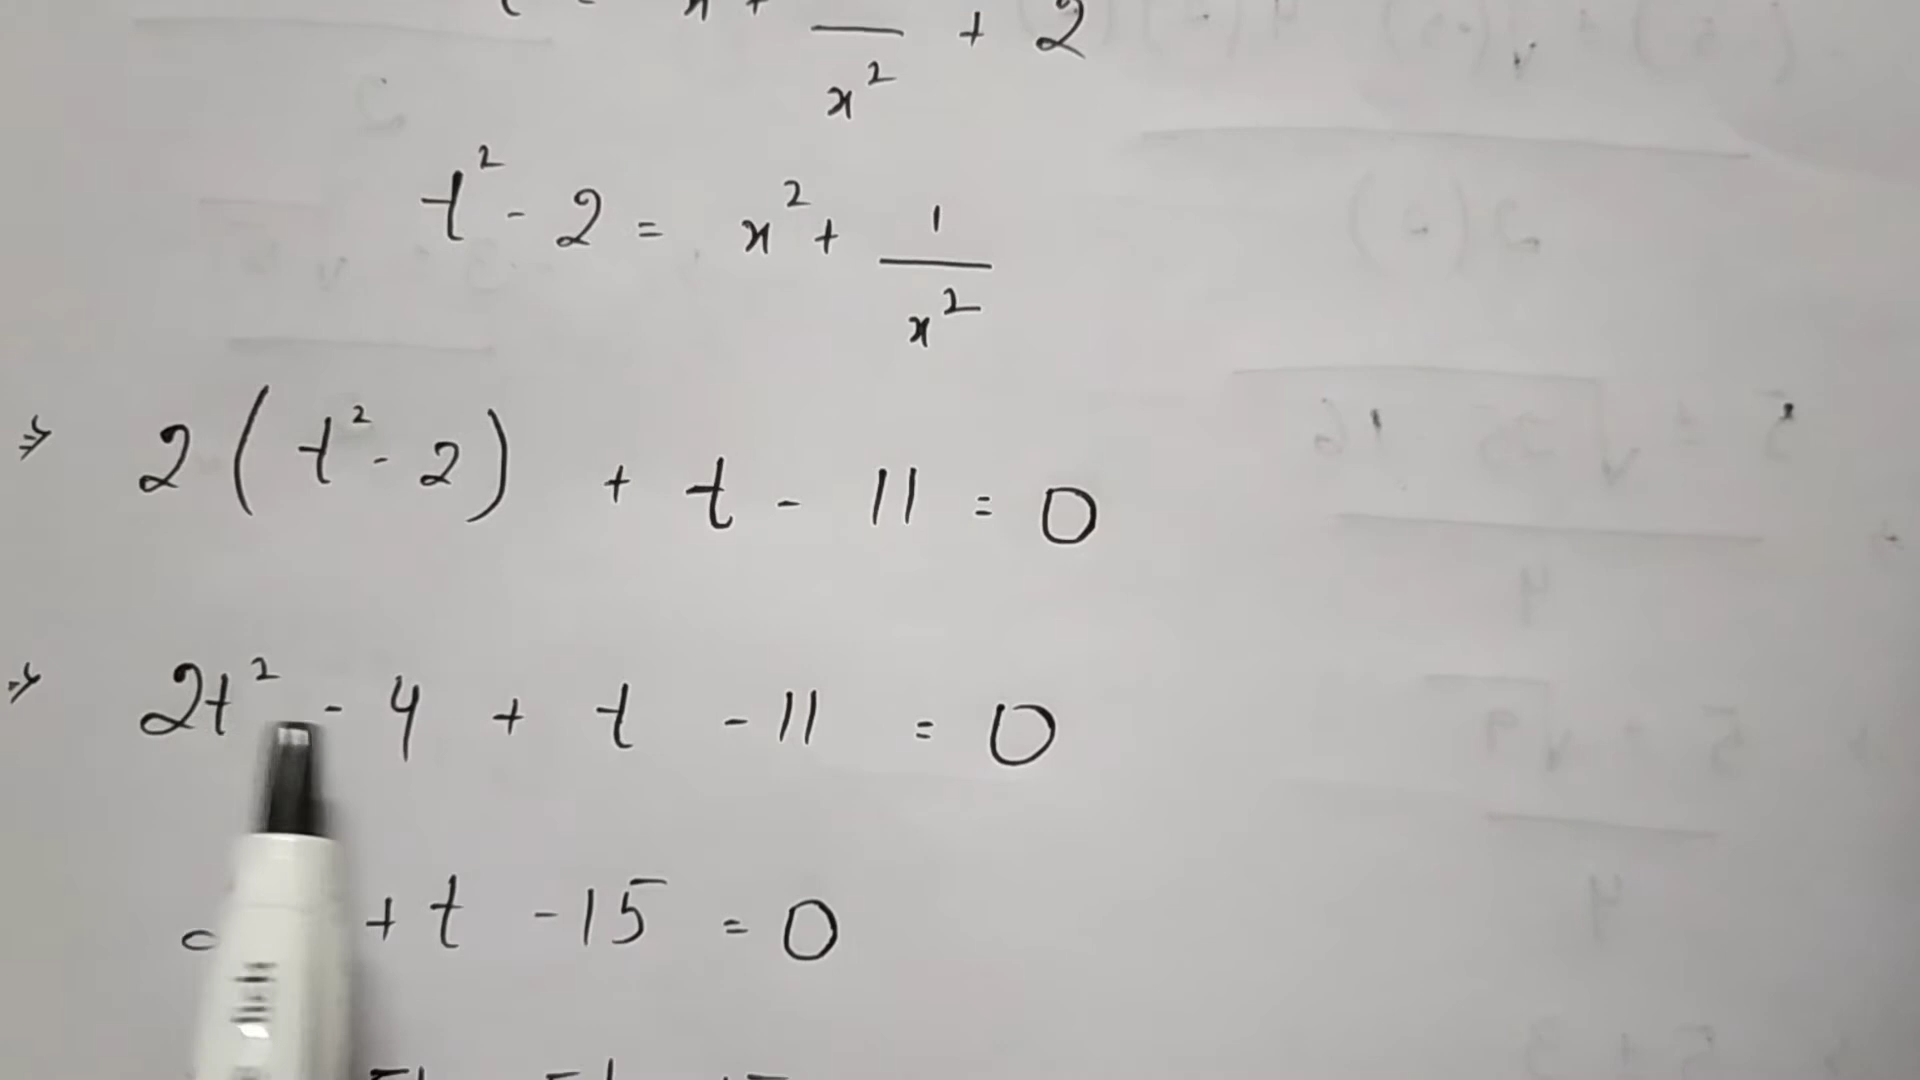 x² + 2
t² - 2 = x² + 1/x²
⇒ 2(t² - 2) + t - 11 = 0
⇒ 2t² - 4 + t - 11 = 0
+ t - 15 = 0